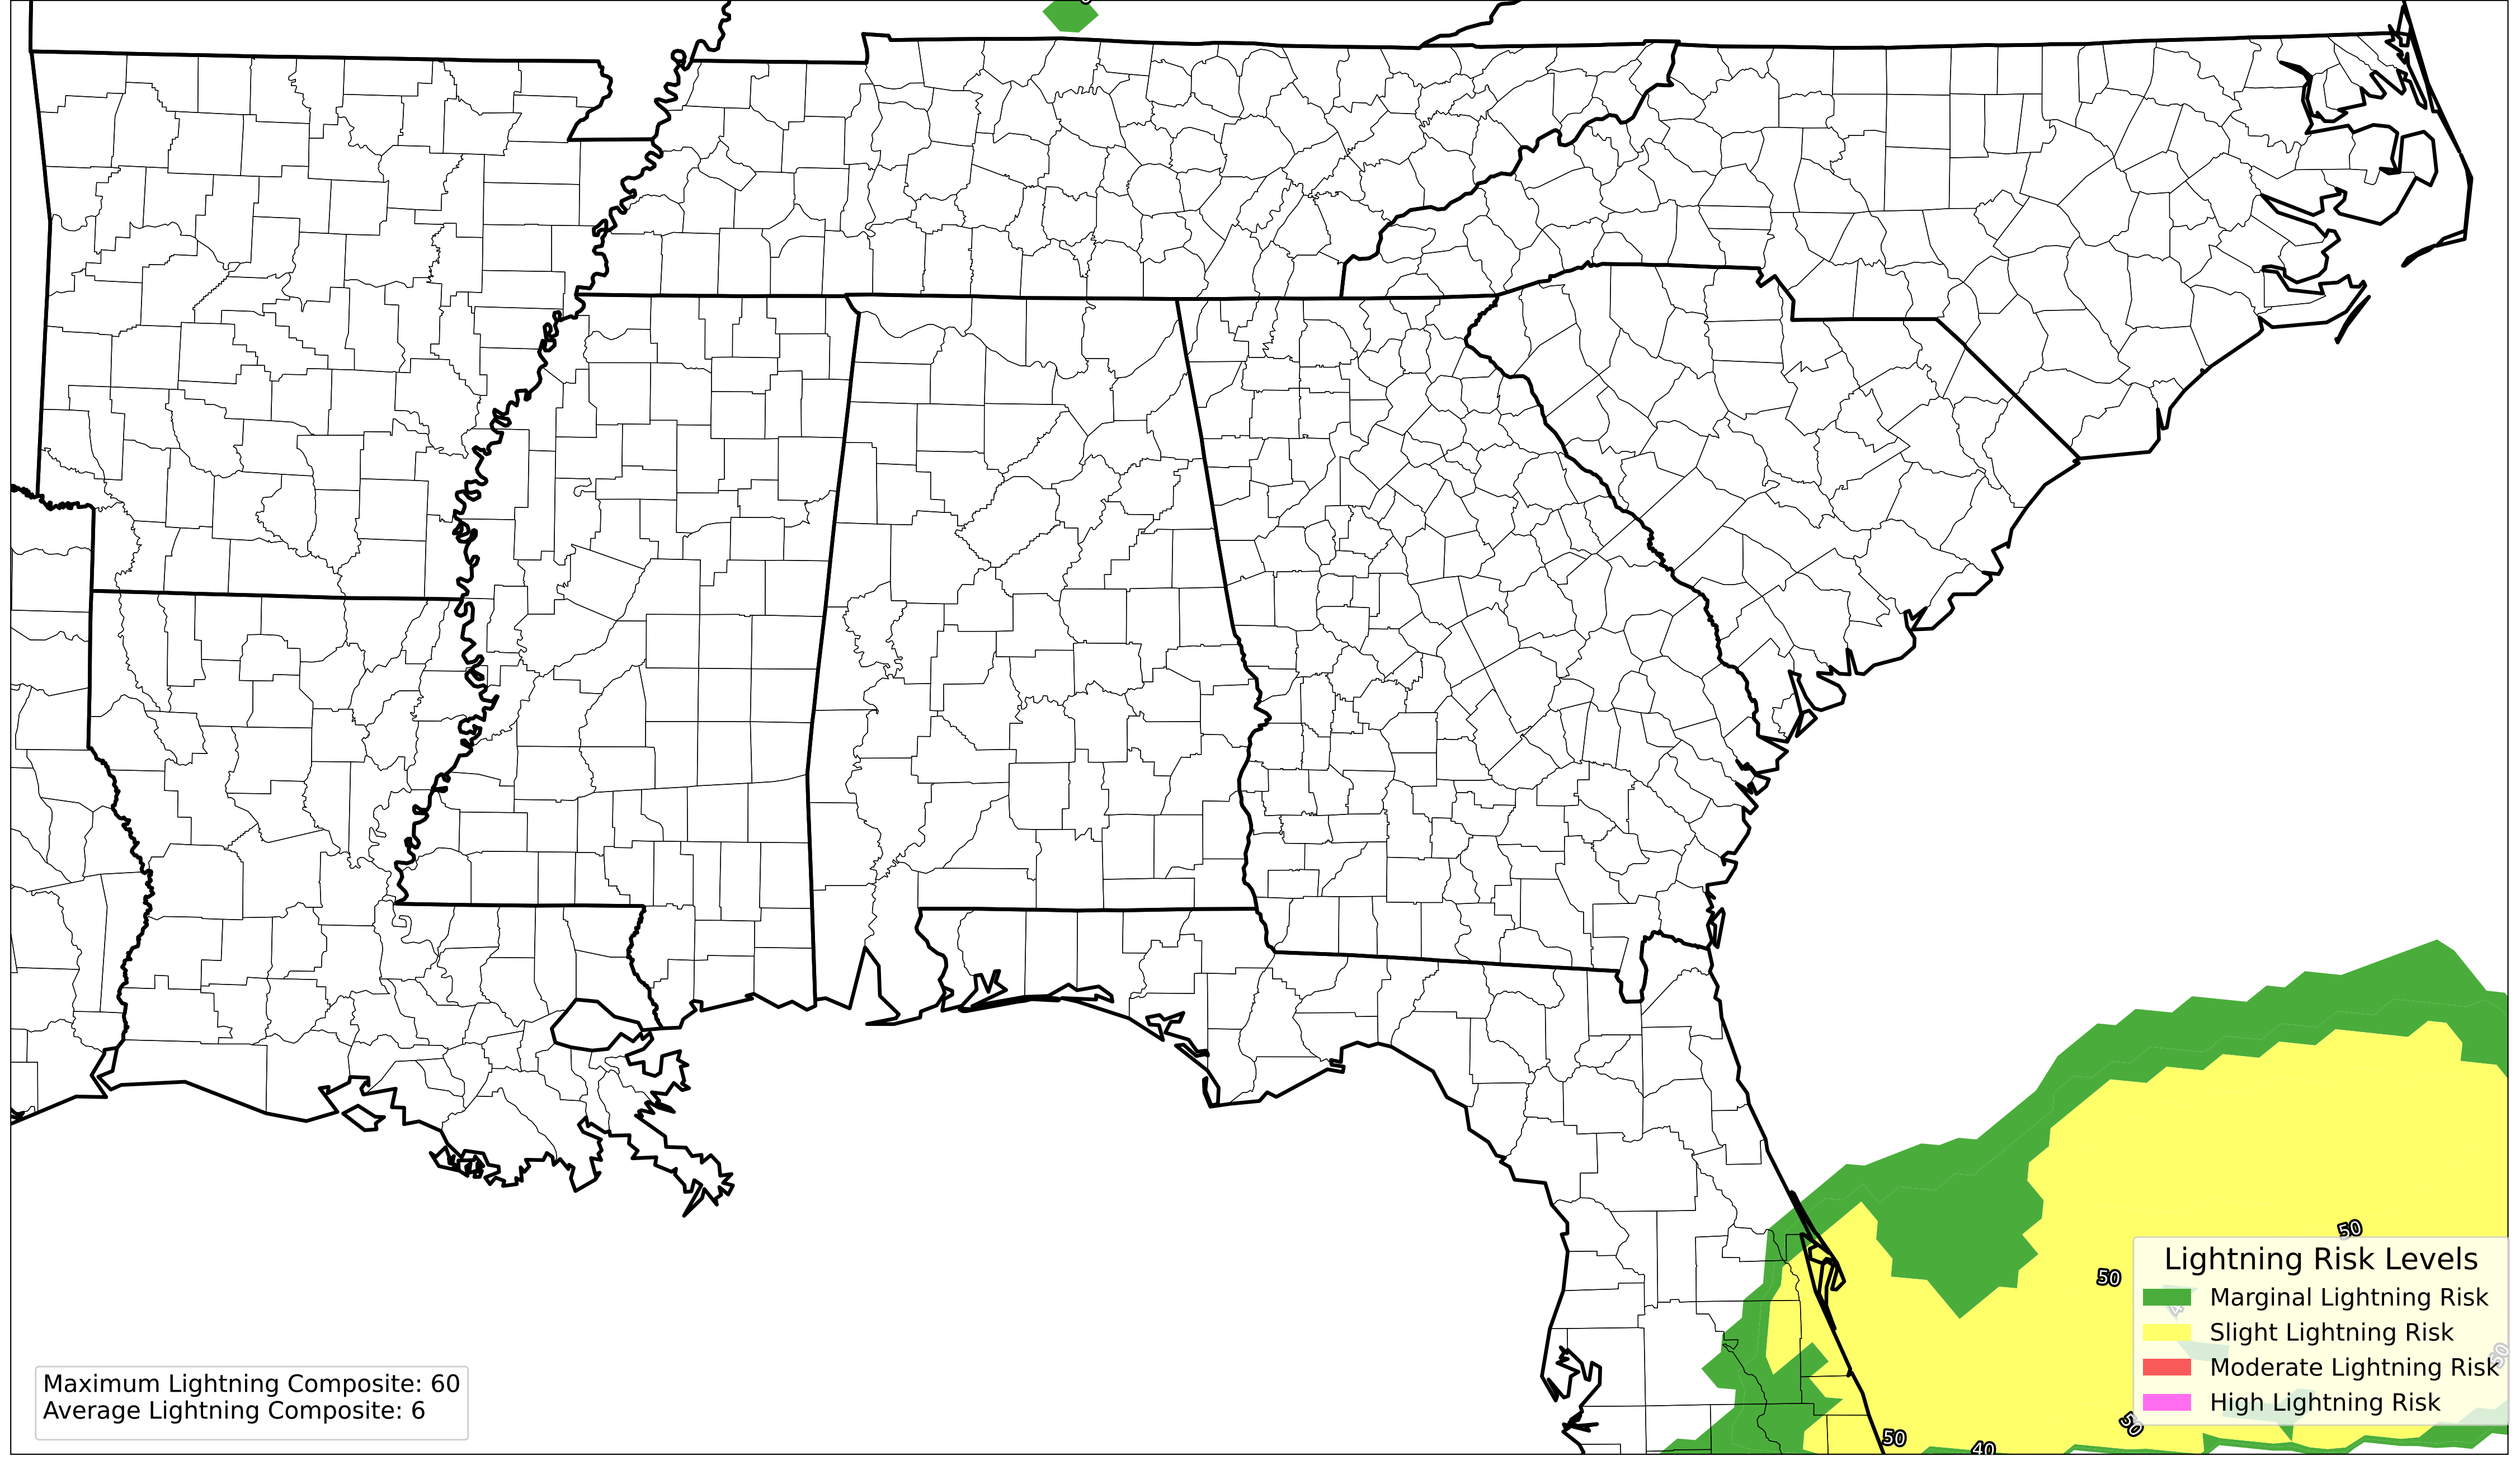 50
50
Lightning Risk Levels
Marginal Lightning Risk
Slight Lightning Risk
Moderate Lightning Risk
High Lightning Risk
50
Maximum Lightning Composite: 60
Average Lightning Composite: 6
50
50
40